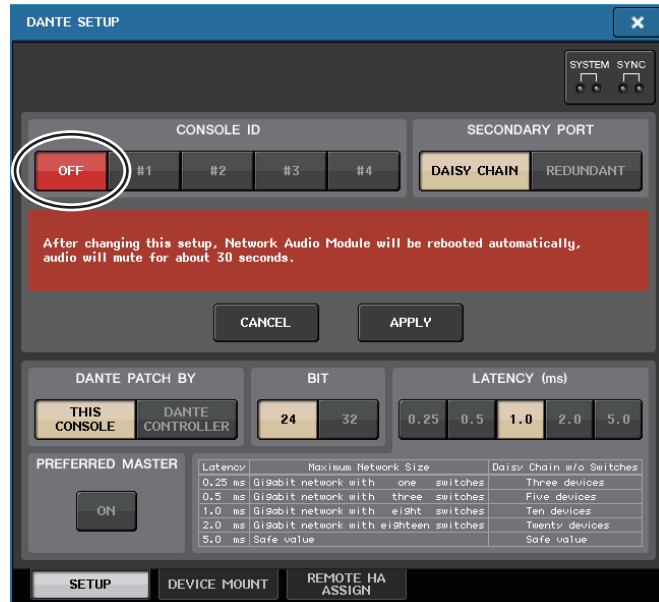 DANTE SETUP
SYSTEM SYNC
CONSOLE ID
SECONDARY PORT
OFF #1 #2 #3 #4 DAISY CHAIN REDUNDANT
After changing this setup, Network Audio Module will be rebooted automatically,
audio will mute for about 30 seconds.
CANCEL APPLY
DANTE PATCH BY BIT LATENCY (ms)
THIS CONSOLE DANTE CONTROLLER 24 32 0.25 0.5 1.0 2.0 5.0
PREFERRED MASTER
ON
Latency Maximum Network Size Daisy Chain w/o Switches
0.25 ms Gigabit network with one switches Three devices
0.5 ms Gigabit network with three switches Five devices
1.0 ms Gigabit network with eight switches Ten devices
2.0 ms Gigabit network with eighteen switches Twenty devices
5.0 ms Safe value Safe value
SETUP DEVICE MOUNT REMOTE HA ASSIGN